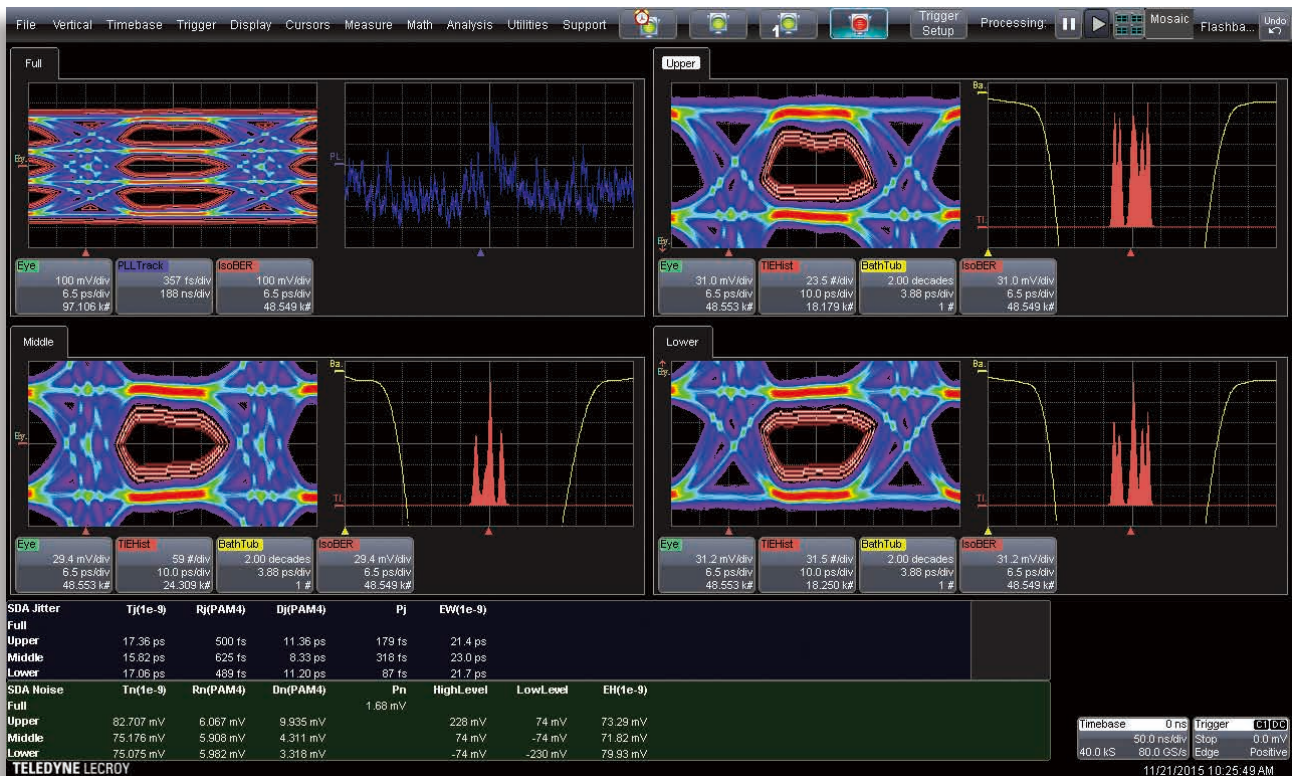 File Vertical Timebase Trigger Display Cursors Measure Math Analysis Utilities Support 1 Trigger Setup Processing: Mosaic Flashba... Undo
Full
Upper
Ey.
PL
Ba.
Ey.
TI.
Eye PLLTrack IsoBER
100 mV/div 357 fs/div 100 mV/div
6.5 ps/div 188 ns/div 6.5 ps/div
97.106 k# 48.549 k#
Eye TIEHist BathTub IsoBER
31.0 mV/div 23.5 #/div 2.00 decades 31.0 mV/div
6.5 ps/div 10.0 ps/div 3.88 ps/div 6.5 ps/div
48.553 k# 18.179 k# 1 # 48.549 k#
Middle
Lower
Ey.
Ba.
TI.
Ey.
Ba.
TI.
Eye TIEHist BathTub IsoBER
29.4 mV/div 59 #/div 2.00 decades 29.4 mV/div
6.5 ps/div 10.0 ps/div 3.88 ps/div 6.5 ps/div
48.553 k# 24.309 k# 1 # 48.549 k#
Eye TIEHist BathTub IsoBER
31.2 mV/div 31.5 #/div 2.00 decades 31.2 mV/div
6.5 ps/div 10.0 ps/div 3.88 ps/div 6.5 ps/div
48.553 k# 18.250 k# 1 # 48.549 k#
SDA Jitter Tj(1e-9) Rj(PAM4) Dj(PAM4) Pj EW(1e-9)
Full
Upper 17.36 ps 500 fs 11.36 ps 179 fs 21.4 ps
Middle 15.82 ps 625 fs 8.33 ps 318 fs 23.0 ps
Lower 17.06 ps 489 fs 11.20 ps 87 fs 21.7 ps
SDA Noise Tn(1e-9) Rn(PAM4) Dn(PAM4) Pn HighLevel LowLevel EH(1e-9)
Full 1.68 mV
Upper 82.707 mV 6.067 mV 9.935 mV 228 mV 74 mV 73.29 mV
Middle 75.176 mV 5.908 mV 4.311 mV 74 mV -74 mV 71.82 mV
Lower 75.075 mV 5.982 mV 3.318 mV -74 mV -230 mV 79.93 mV
Timebase 0 ns Trigger C1 DC
50.0 ns/div Stop 0.0 mV
40.0 kS 80.0 GS/s Edge Positive
TELEDYNE LECROY
11/21/2015 10:25:49 AM